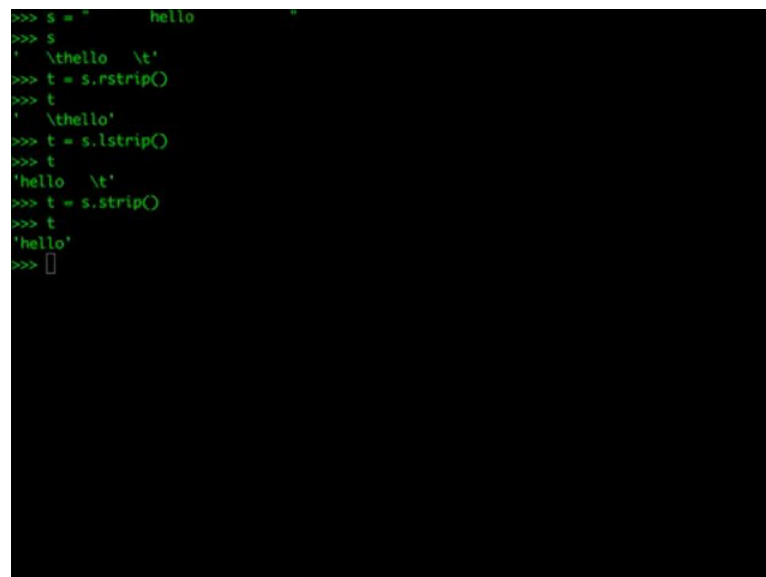 >>> s = "       hello           "
>>> s
'   \thello   \t'
>>> t = s.rstrip()
>>> t
'   \thello'
>>> t = s.lstrip()
>>> t
'hello   \t'
>>> t = s.strip()
>>> t
'hello'
>>>